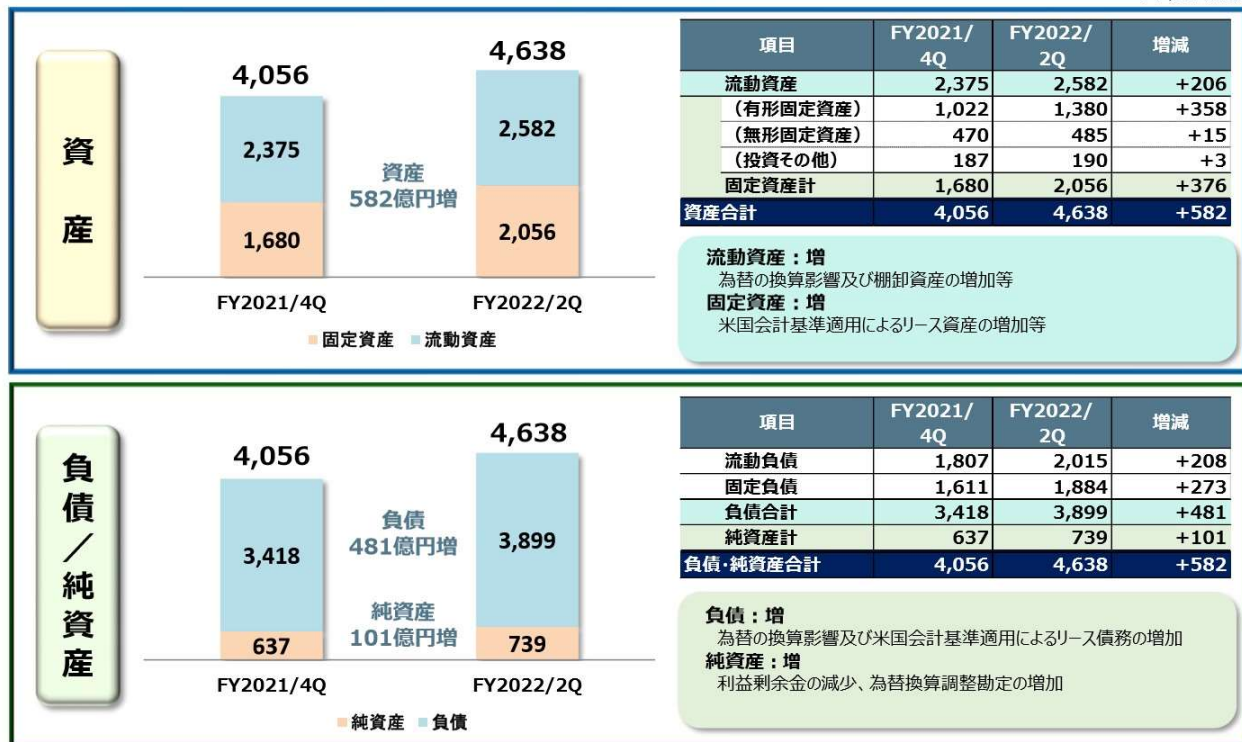 資産
4,056
2,375
1,680
FY2021/4Q
資産
582億円増
4,638
2,582
2,056
FY2022/2Q
固定資産 流動資産
項目 FY2021/4Q FY2022/2Q 増減
流動資産 2,375 2,582 +206
（有形固定資産） 1,022 1,380 +358
（無形固定資産） 470 485 +15
（投資その他） 187 190 +3
固定資産計 1,680 2,056 +376
資産合計 4,056 4,638 +582
流動資産：増
為替の換算影響及び棚卸資産の増加等
固定資産：増
米国会計基準適用によるリース資産の増加等
負債／純資産
4,056
3,418
637
FY2021/4Q
負債
481億円増
純資産
101億円増
4,638
3,899
739
FY2022/2Q
純資産 負債
項目 FY2021/4Q FY2022/2Q 増減
流動負債 1,807 2,015 +208
固定負債 1,611 1,884 +273
負債合計 3,418 3,899 +481
純資産計 637 739 +101
負債・純資産合計 4,056 4,638 +582
負債：増
為替の換算影響及び米国会計基準適用によるリース債務の増加
純資産：増
利益剰余金の減少、為替換算調整勘定の増加